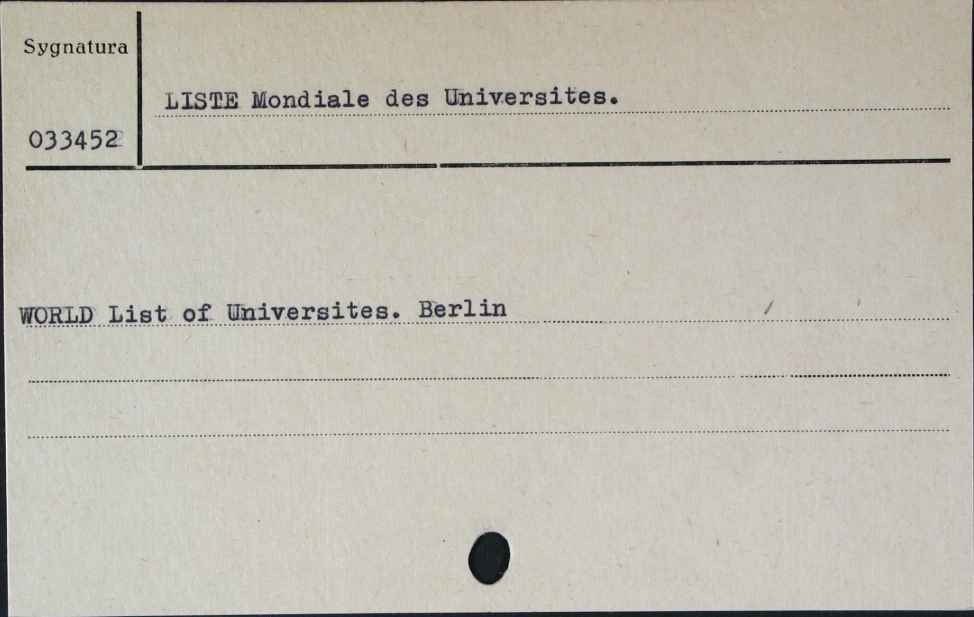 Sygnatura
LISTE Mondiale des Universites.
033452
WORLD List of Universites. Berlin